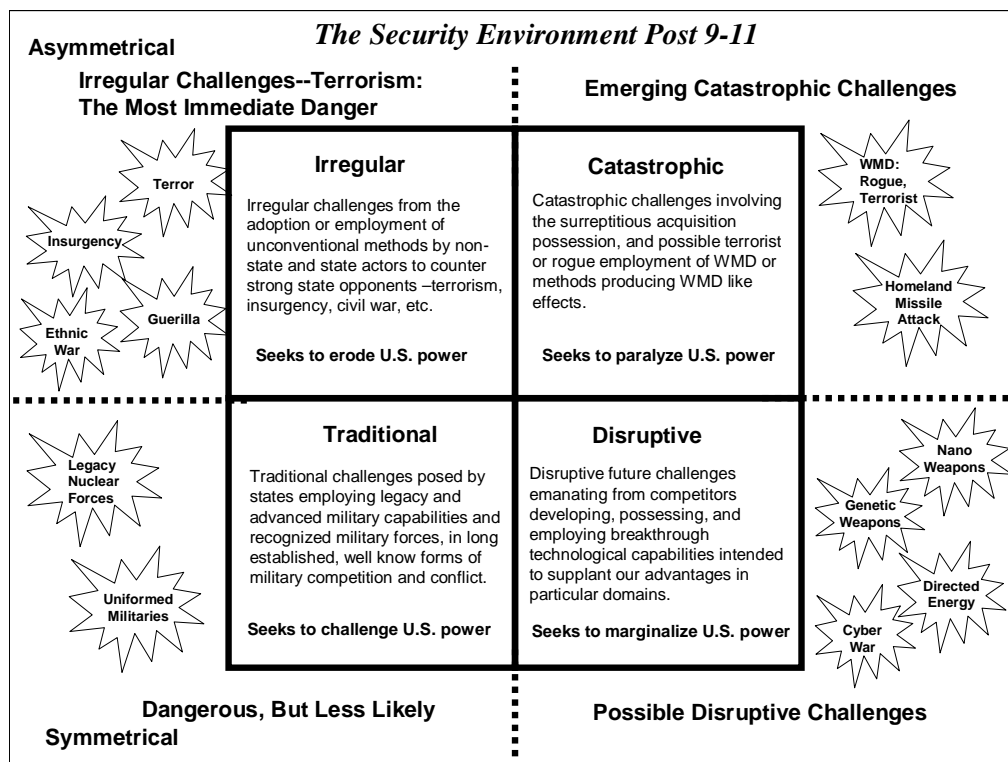 The Security Environment Post 9-11
Asymmetrical
Irregular Challenges--Terrorism:
The Most Immediate Danger
Emerging Catastrophic Challenges
Terror
Insurgency
Guerilla
Ethnic
War
Irregular
Irregular challenges from the
adoption or employment of
unconventional methods by non-
state and state actors to counter
strong state opponents –terrorism,
insurgency, civil war, etc.
Seeks to erode U.S. power
Catastrophic
Catastrophic challenges involving
the surreptitious acquisition
possession, and possible terrorist
or rogue employment of WMD or
methods producing WMD like
effects.
Seeks to paralyze U.S. power
WMD:
Rogue,
Terrorist
Homeland
Missile
Attack
Legacy
Nuclear
Forces
Uniformed
Militaries
Traditional
Traditional challenges posed by
states employing legacy and
advanced military capabilities and
recognized military forces, in long
established, well know forms of
military competition and conflict.
Seeks to challenge U.S. power
Disruptive
Disruptive future challenges
emanating from competitors
developing, possessing, and
employing breakthrough
technological capabilities intended
to supplant our advantages in
particular domains.
Seeks to marginalize U.S. power
Nano
Weapons
Genetic
Weapons
Directed
Energy
Cyber
War
Dangerous, But Less Likely
Symmetrical
Possible Disruptive Challenges